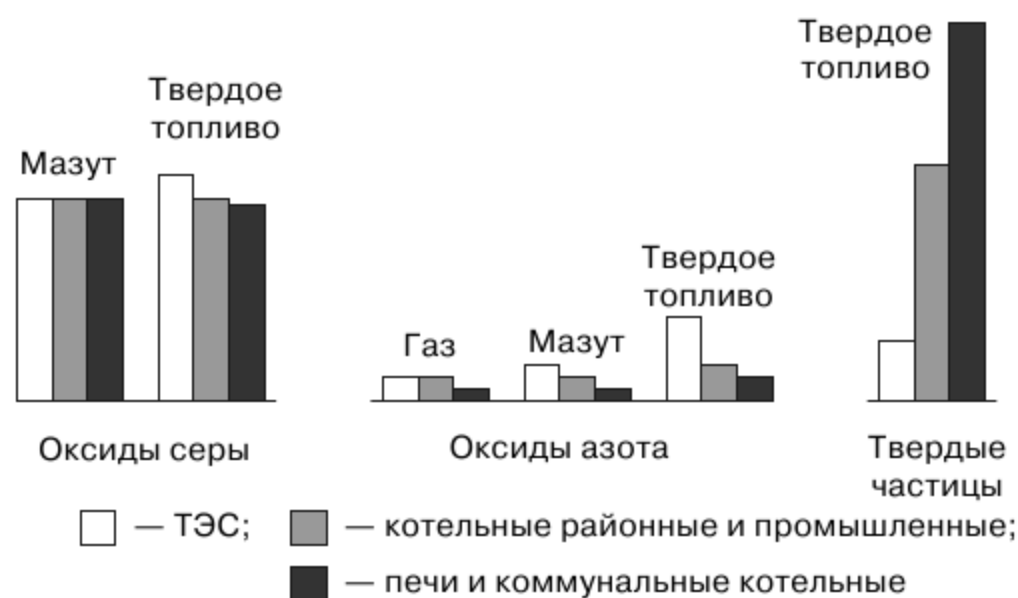 Мазут
Твердое
топливо
Газ
Мазут
Твердое
топливо
Твердое
топливо
Оксиды серы
Оксиды азота
Твердые
частицы
— ТЭС;
— котельные районные и промышленные;
— печи и коммунальные котельные